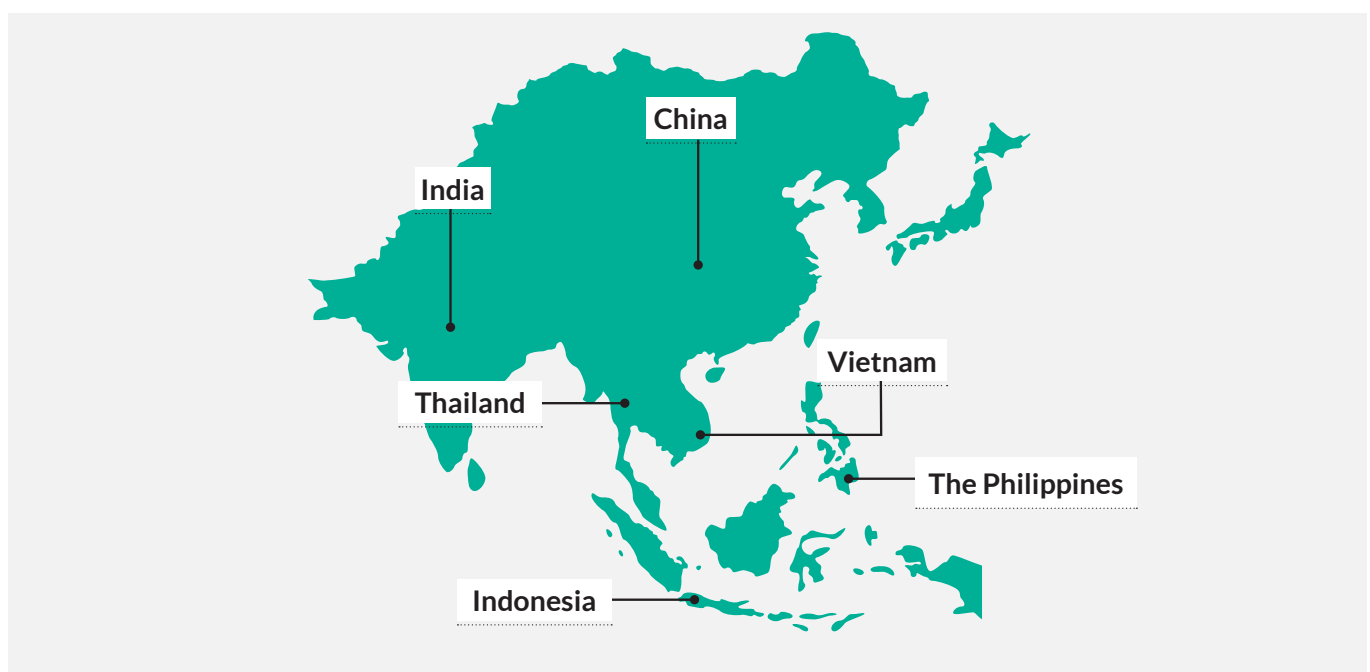 China
India
Vietnam
Thailand
The Philippines
Indonesia